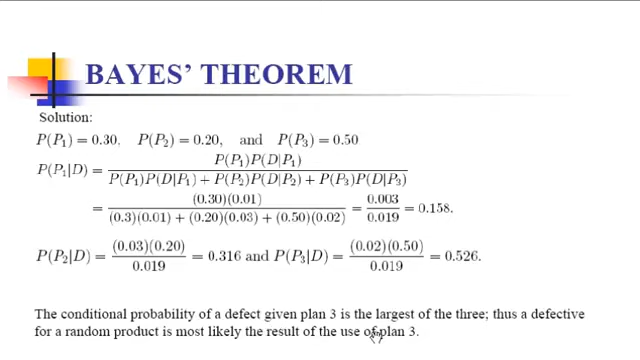 BAYES' THEOREM
Solution:
P(P₁) = 0.30, P(P₂) = 0.20, and P(P₃) = 0.50
P(P₁|D) = P(P₁)P(D|P₁) / P(P₁)P(D|P₁) + P(P₂)P(D|P₂) + P(P₃)P(D|P₃)
= (0.30)(0.01) / (0.3)(0.01) + (0.20)(0.03) + (0.50)(0.02) = 0.003 / 0.019 = 0.158.
P(P₂|D) = (0.03)(0.20) / 0.019 = 0.316 and P(P₃|D) = (0.02)(0.50) / 0.019 = 0.526.
The conditional probability of a defect given plan 3 is the largest of the three; thus a defective
for a random product is most likely the result of the use of plan 3.